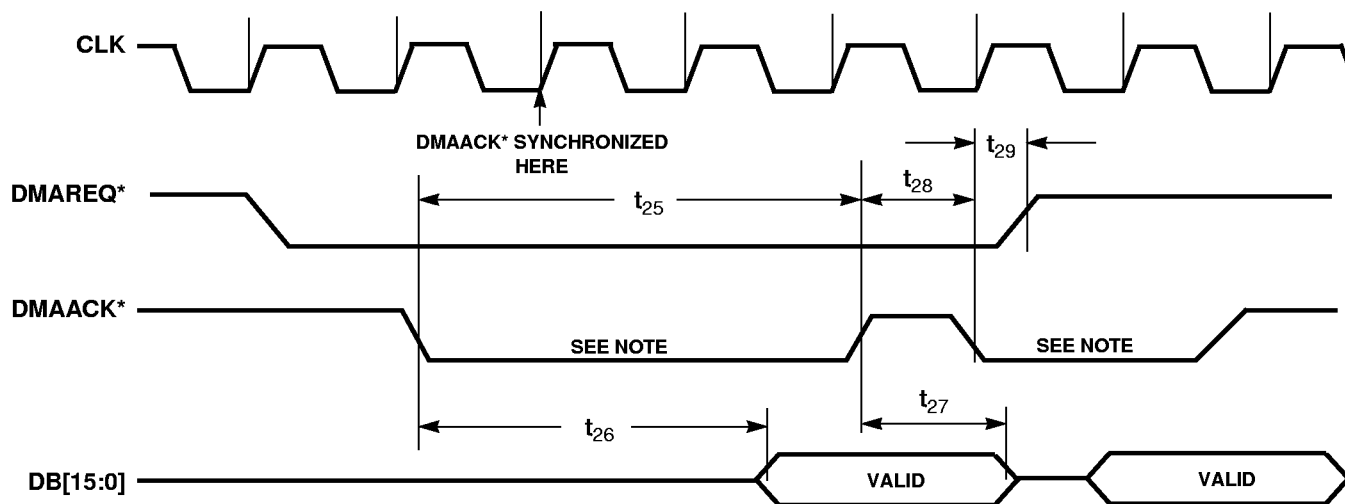 CLK
DMAACK* SYNCHRONIZED
HERE
t29
DMAREQ*
t25
t28
DMAACK*
SEE NOTE
SEE NOTE
t26
t27
DB[15:0]
VALID
VALID